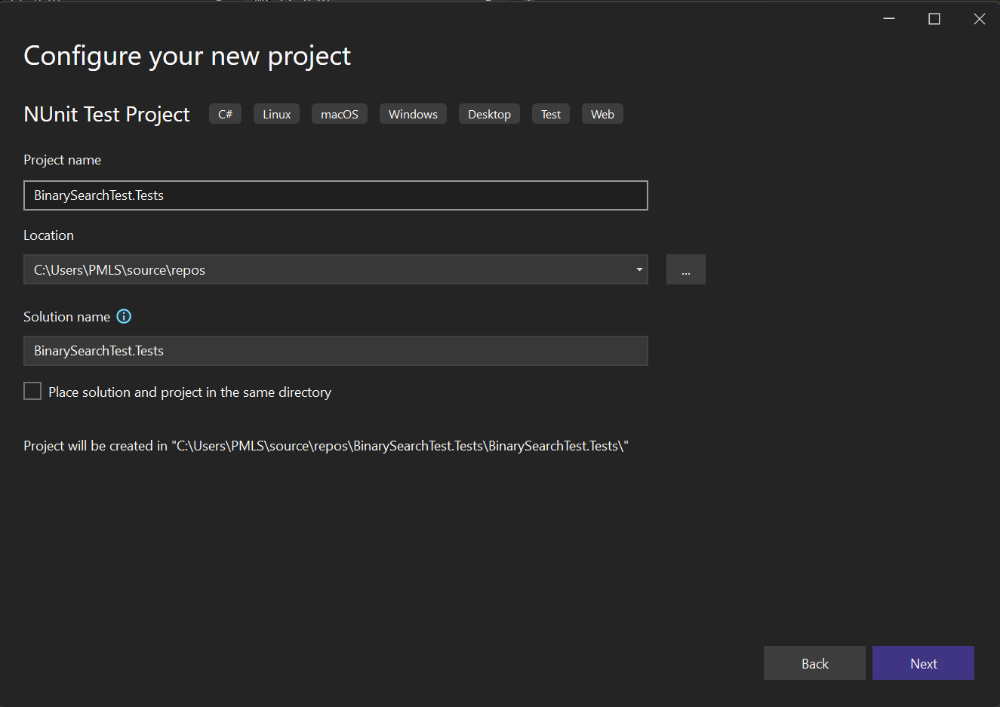 Configure your new project
NUnit Test Project C# Linux macOS Windows Desktop Test Web
Project name
BinarySearchTest.Tests
Location
C:\Users\PMLS\source\repos
...
Solution name
BinarySearchTest.Tests
Place solution and project in the same directory
Project will be created in "C:\Users\PMLS\source\repos\BinarySearchTest.Tests\BinarySearchTest.Tests\"
Back Next